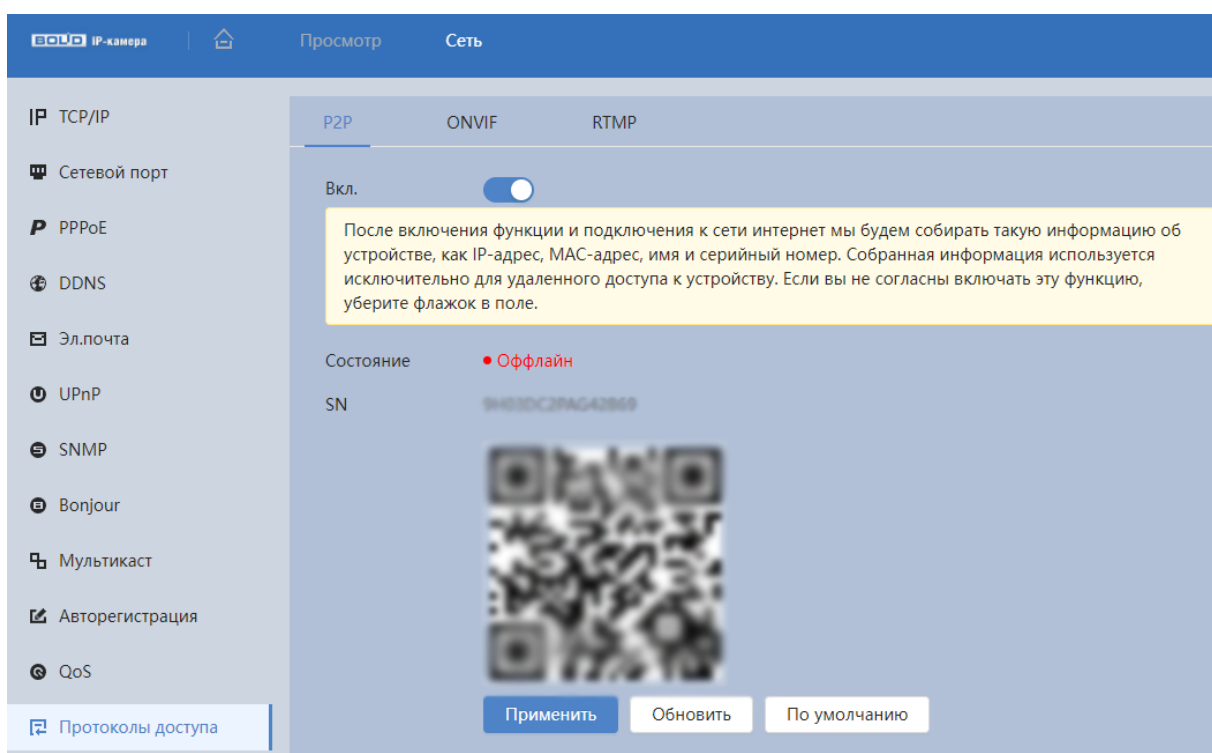 BOLID IP-камера
Просмотр
Сеть
TCP/IP
Сетевой порт
PPPoE
DDNS
Эл.почта
UPnP
SNMP
Bonjour
Мультикаст
Авторегистрация
QoS
Протоколы доступа
P2P ONVIF RTMP
Вкл.
После включения функции и подключения к сети интернет мы будем собирать такую информацию об
устройстве, как IP-адрес, MAC-адрес, имя и серийный номер. Собранная информация используется
исключительно для удаленного доступа к устройству. Если вы не согласны включать эту функцию,
уберите флажок в поле.
Состояние Оффлайн
SN
Применить Обновить По умолчанию